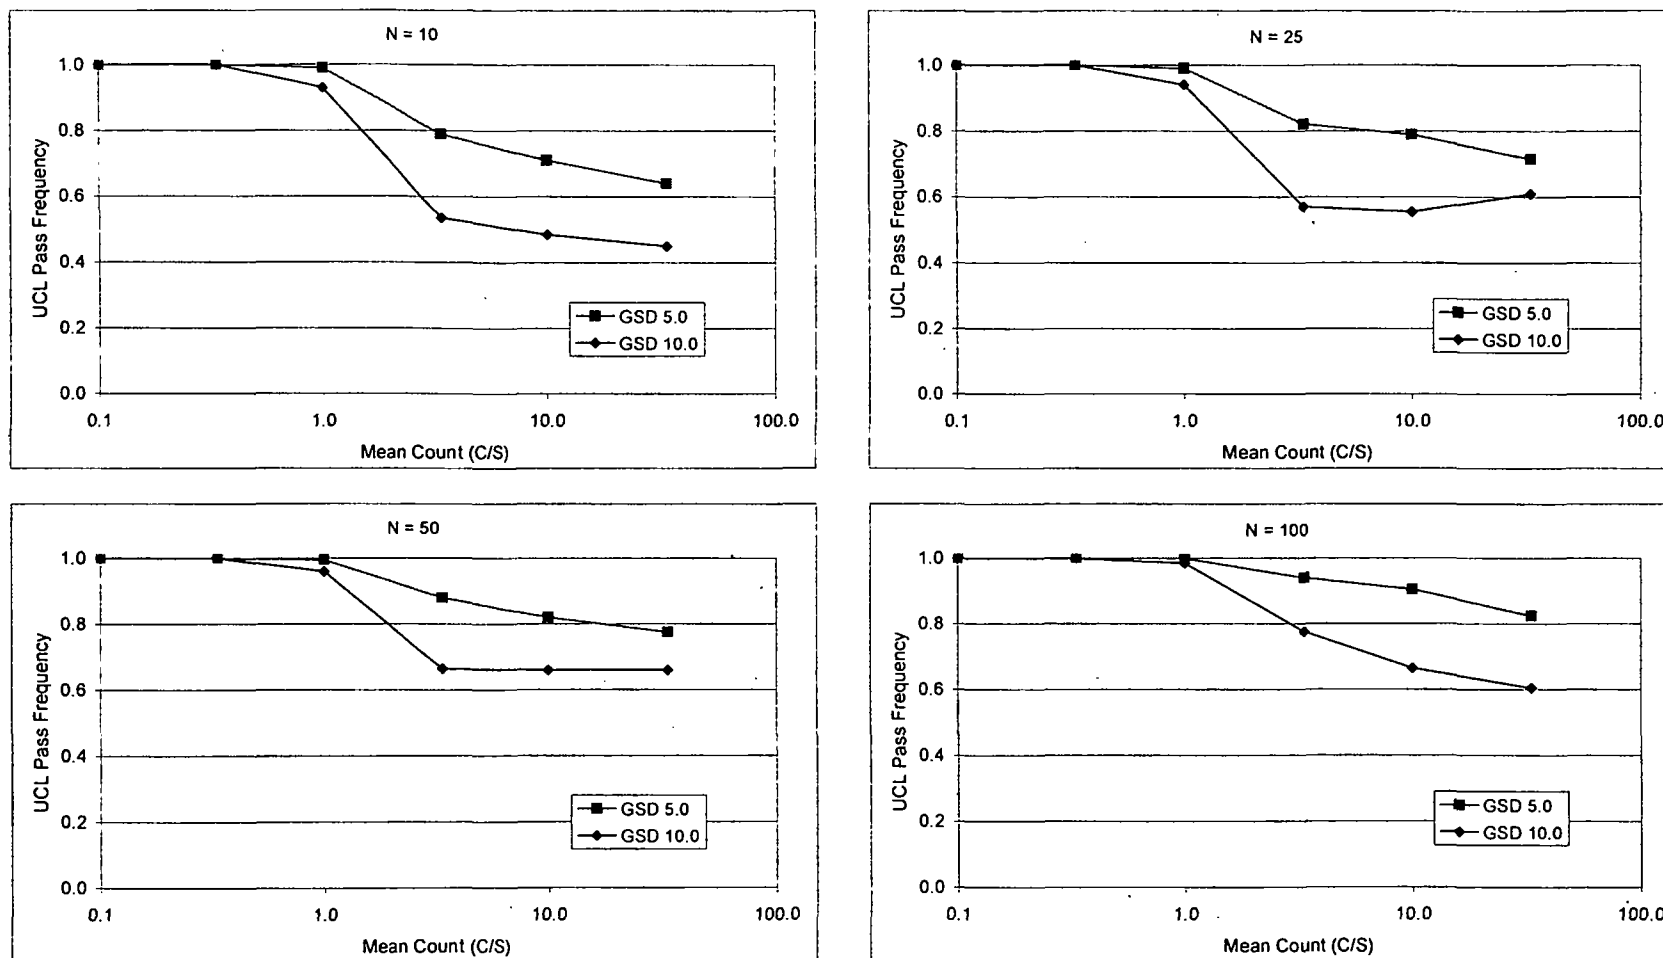 N = 10
1.0
0.8
0.6
0.4
0.2
0.0
UCL Pass Frequency
GSD 5.0
GSD 10.0
0.1 1.0 10.0 100.0
Mean Count (C/S)
N = 25
1.0
0.8
0.6
0.4
0.2
0.0
UCL Pass Frequency
GSD 5.0
GSD 10.0
0.1 1.0 10.0 100.0
Mean Count (C/S)
N = 50
1.0
0.8
0.6
0.4
0.2
0.0
UCL Pass Frequency
GSD 5.0
GSD 10.0
0.1 1.0 10.0 100.0
Mean Count (C/S)
N = 100
1.0
0.8
0.6
0.4
0.2
0.0
UCL Pass Frequency
GSD 5.0
GSD 10.0
0.1 1.0 10.0 100.0
Mean Count (C/S)